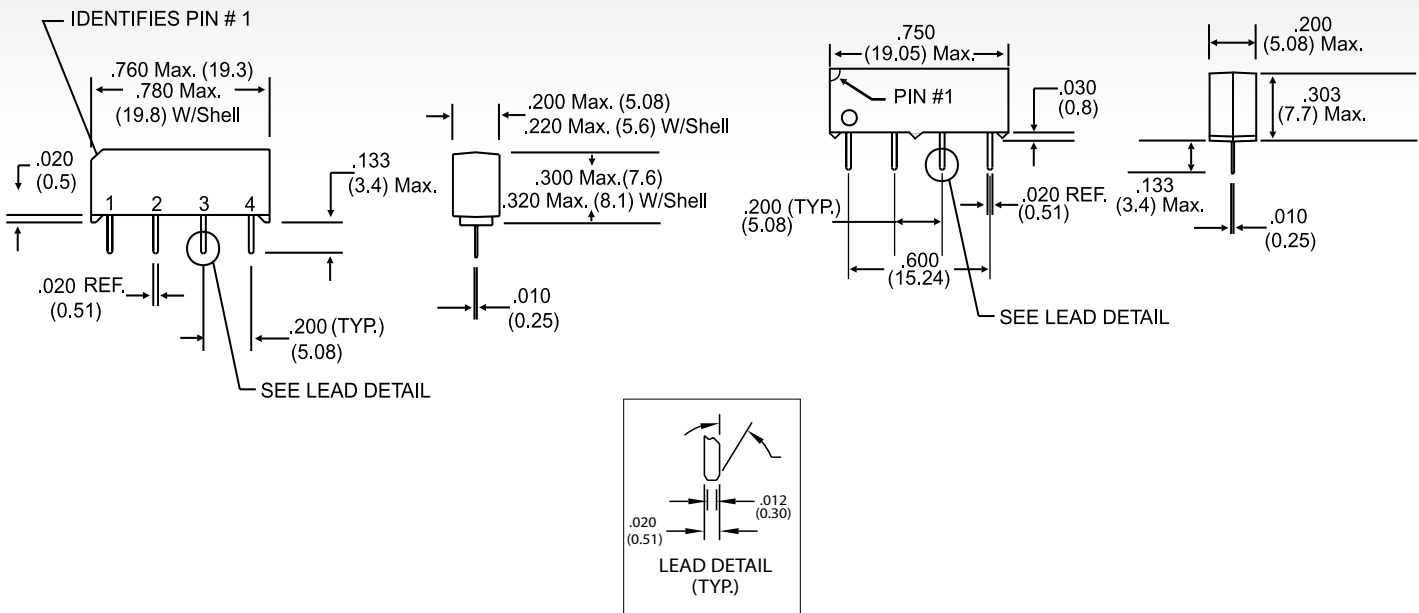 IDENTIFIES PIN # 1
.760 Max. (19.3)
.780 Max.
(19.8) W/Shell
.020
(0.5)
1 2 3 4
.133
(3.4) Max.
.020 REF.
(0.51)
.200 (TYP.)
(5.08)
SEE LEAD DETAIL
.200 Max. (5.08)
.220 Max. (5.6) W/Shell
.300 Max.(7.6)
.320 Max. (8.1) W/Shell
.010
(0.25)
.750
(19.05) Max.
PIN #1
.030
(0.8)
.200 (TYP.)
(5.08)
.020 REF.
(0.51)
.600
(15.24)
SEE LEAD DETAIL
.200
(5.08) Max.
.303
(7.7) Max.
.133
(3.4) Max.
.010
(0.25)
.012
(0.30)
.020
(0.51)
LEAD DETAIL
(TYP.)